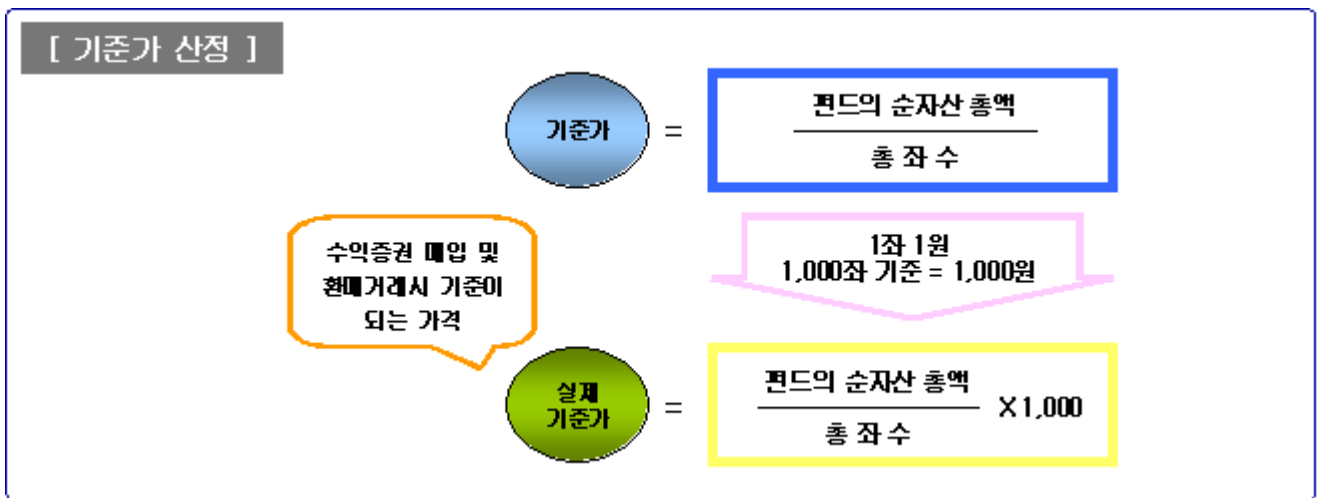 [ 기준가 산정 ]
기준가
=
펀드의 순자산 총액
총 좌 수
수익증권 매입 및
환매거래시 기준이
되는 가격
1좌 1원
1,000좌 기준 = 1,000원
실제
기준가
=
펀드의 순자산 총액
X 1,000
총 좌 수